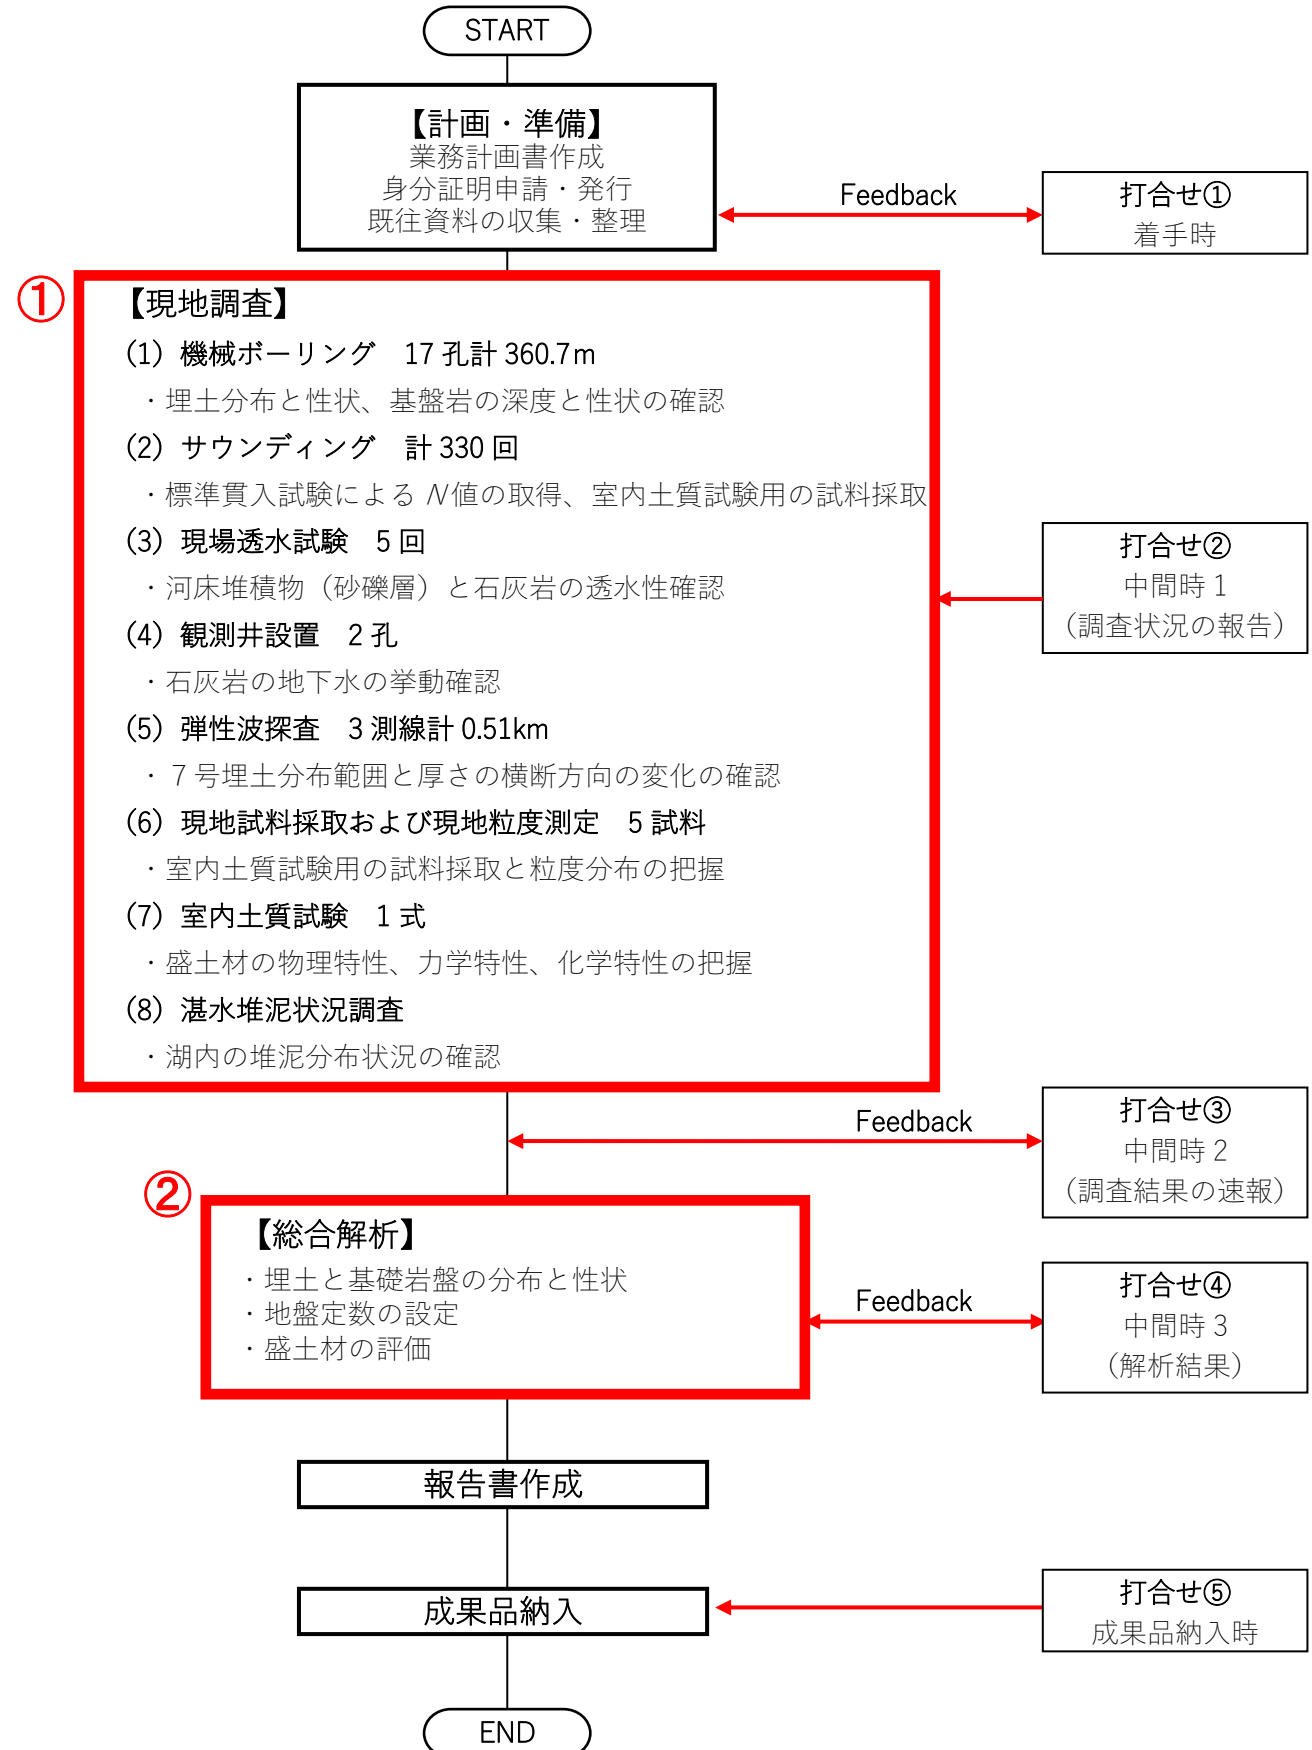 START
【計画・準備】
業務計画書作成
身分証明申請・発行
既往資料の収集・整理
Feedback
打合せ①
着手時
①
【現地調査】
(1) 機械ボーリング　17 孔計 360.7m
・埋土分布と性状、基盤岩の深度と性状の確認
(2) サウンディング　計 330 回
・標準貫入試験による N値の取得、室内土質試験用の試料採取
(3) 現場透水試験　5 回
・河床堆積物（砂礫層）と石灰岩の透水性確認
(4) 観測井設置　2 孔
・石灰岩の地下水の挙動確認
(5) 弾性波探査　3 測線計 0.51km
・７号埋土分布範囲と厚さの横断方向の変化の確認
(6) 現地試料採取および現地粒度測定　5 試料
・室内土質試験用の試料採取と粒度分布の把握
(7) 室内土質試験　1 式
・盛土材の物理特性、力学特性、化学特性の把握
(8) 湛水堆泥状況調査
・湖内の堆泥分布状況の確認
打合せ②
中間時 1
（調査状況の報告）
Feedback
打合せ③
中間時 2
（調査結果の速報）
②
【総合解析】
・埋土と基礎岩盤の分布と性状
・地盤定数の設定
・盛土材の評価
Feedback
打合せ④
中間時 3
（解析結果）
報告書作成
成果品納入
打合せ⑤
成果品納入時
END